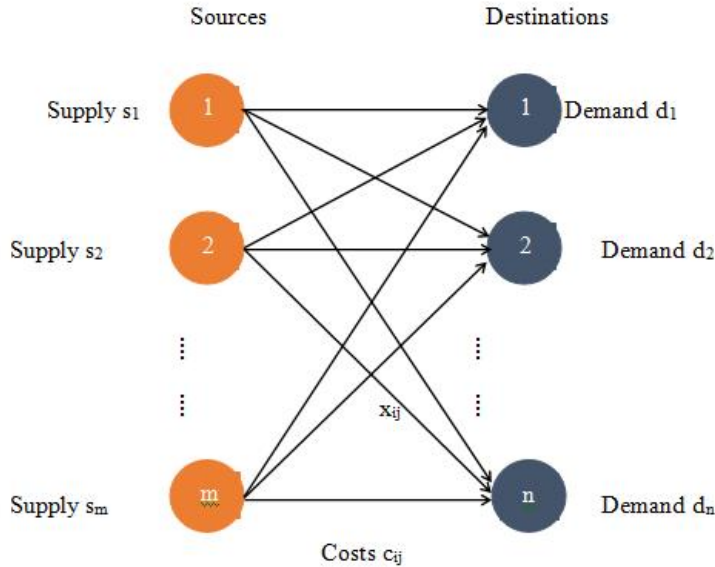 Sources Destinations
Supply s₁ 1 1 Demand d₁
Supply s₂ 2 2 Demand d₂
xᵢⱼ
Supply sₘ m n Demand dₙ
Costs cᵢⱼ